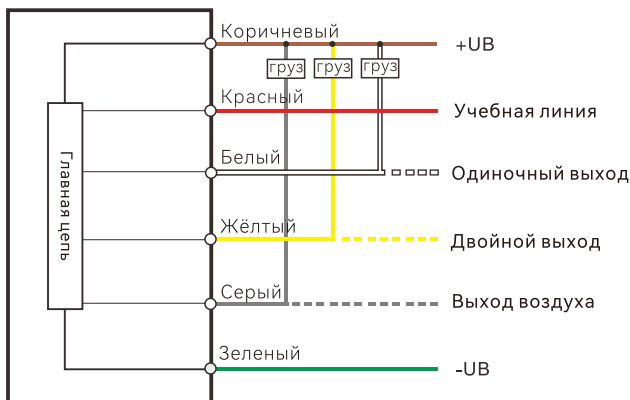 Коричневый
+UB
груз груз груз
Красный
Учебная линия
Белый
Одиночный выход
Главная цепь
Жёлтый
Двойной выход
Серый
Выход воздуха
Зеленый
-UB